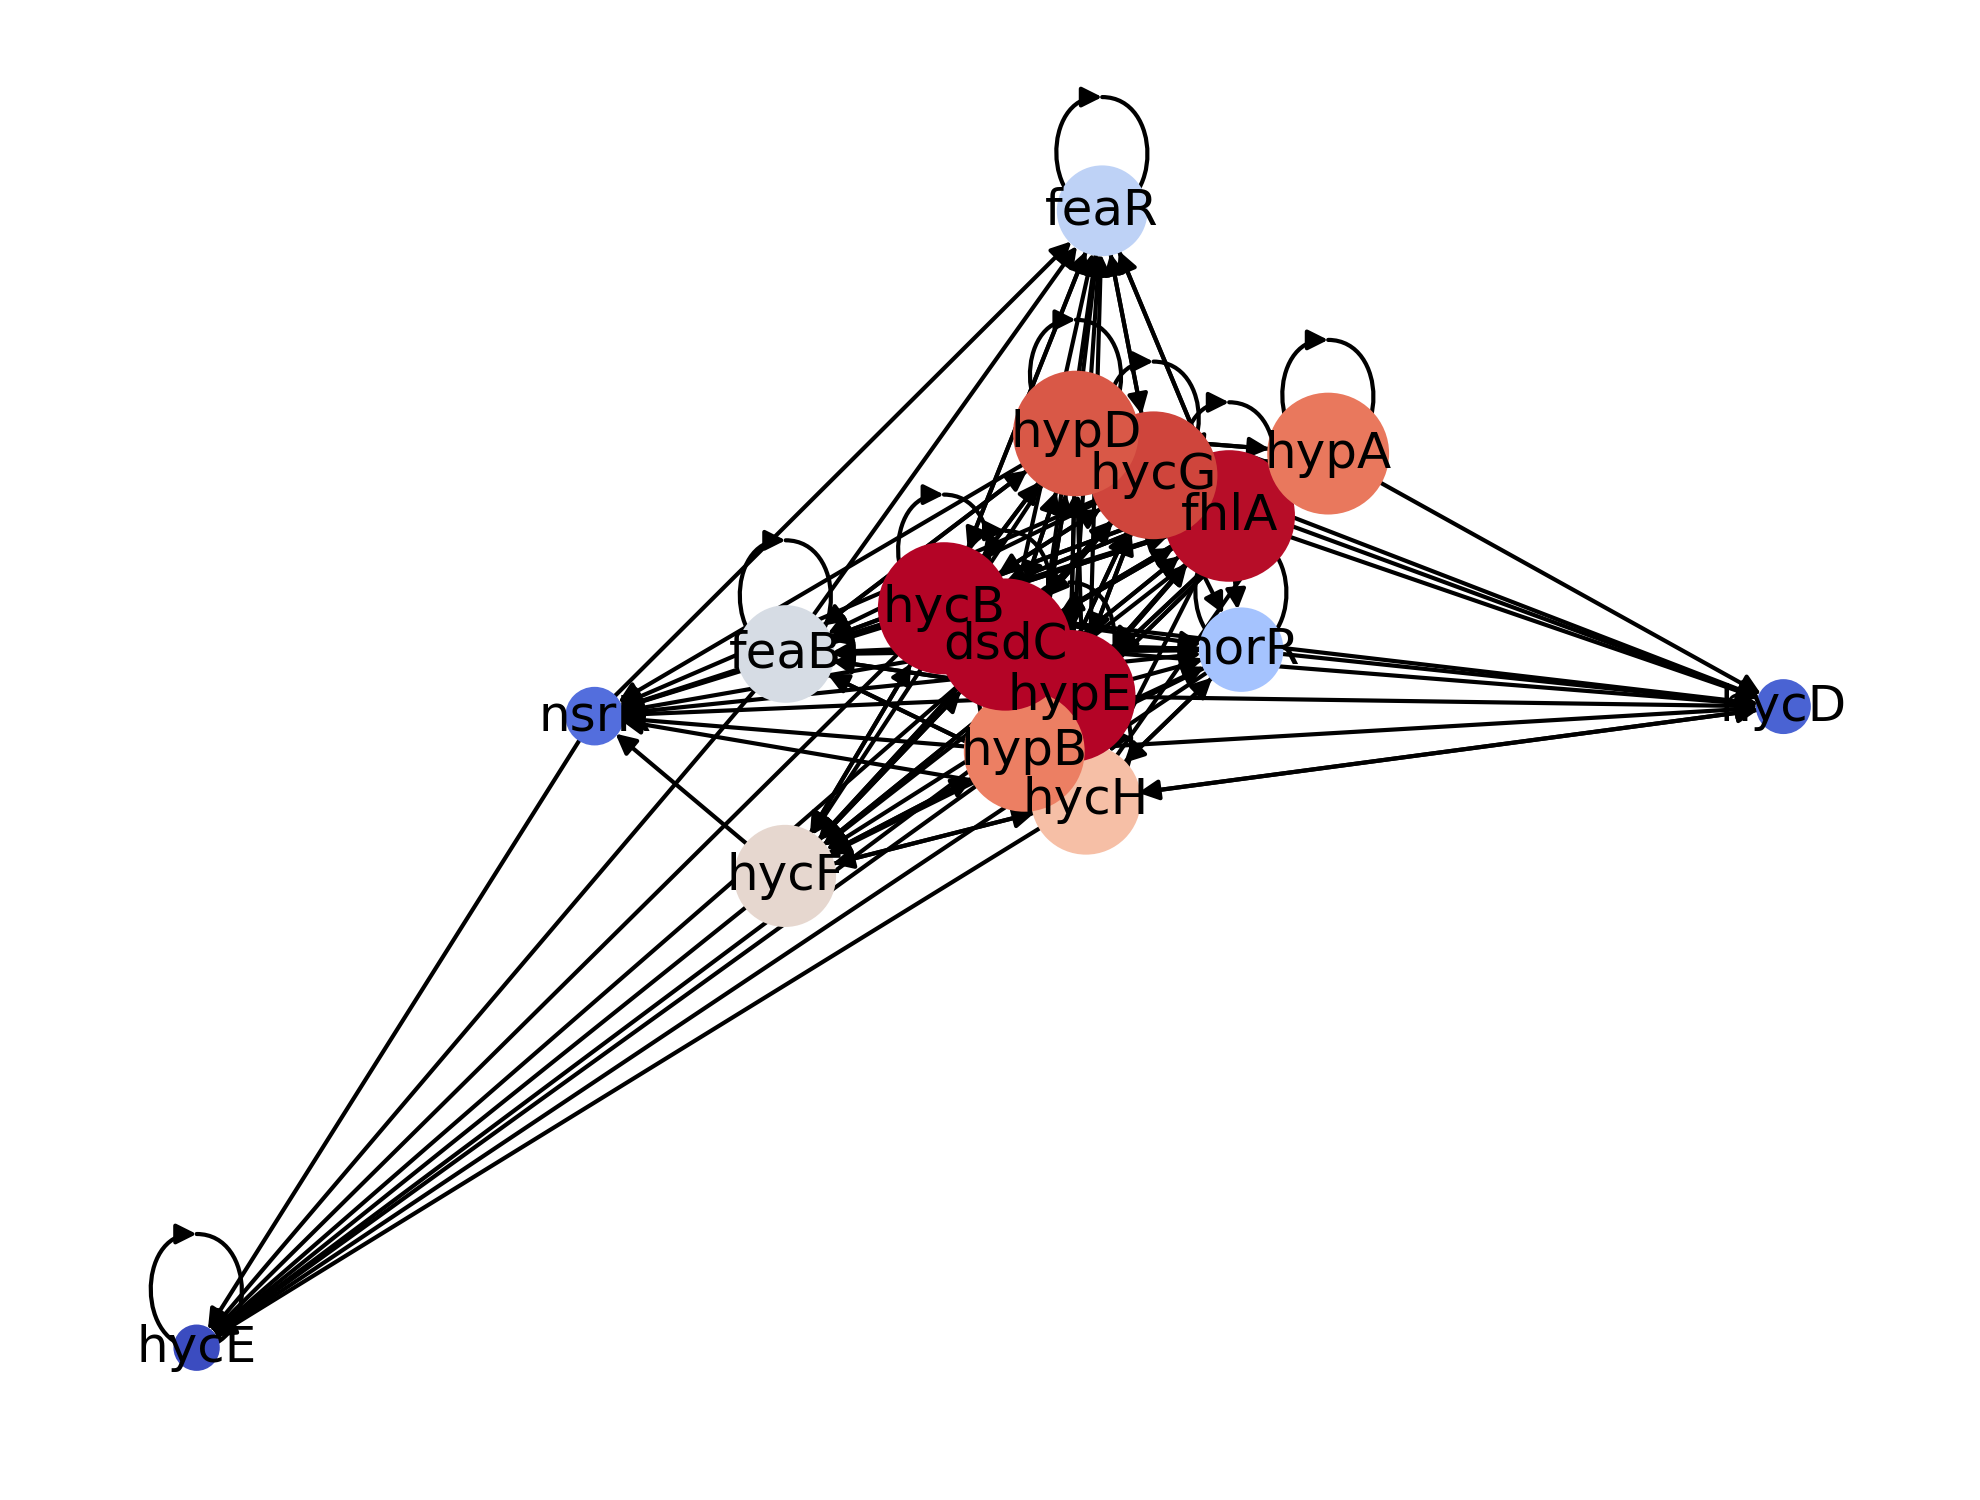 feaR
hypD
hypA
hycG
fhlA
hycB
dsdC
norR
feaB
hypE
hycD
nsrR
hypB
hycH
hycF
hycE